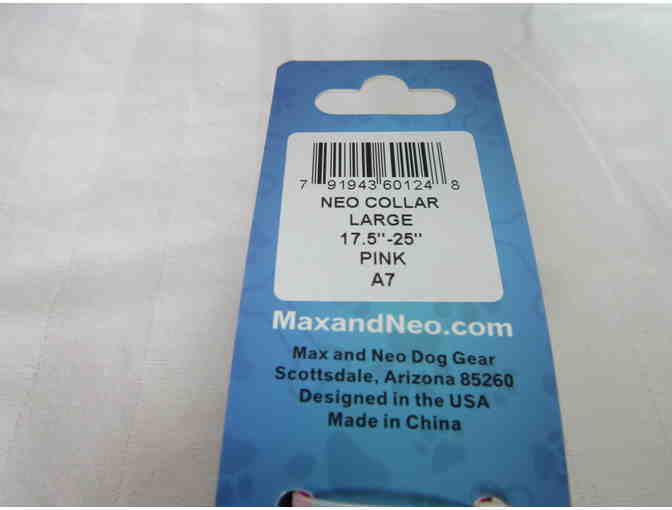 7 91943 60124 8
NEO COLLAR
LARGE
17.5"-25"
PINK
A7
MaxandNeo.com
Max and Neo Dog Gear
Scottsdale, Arizona 85260
Designed in the USA
Made in China